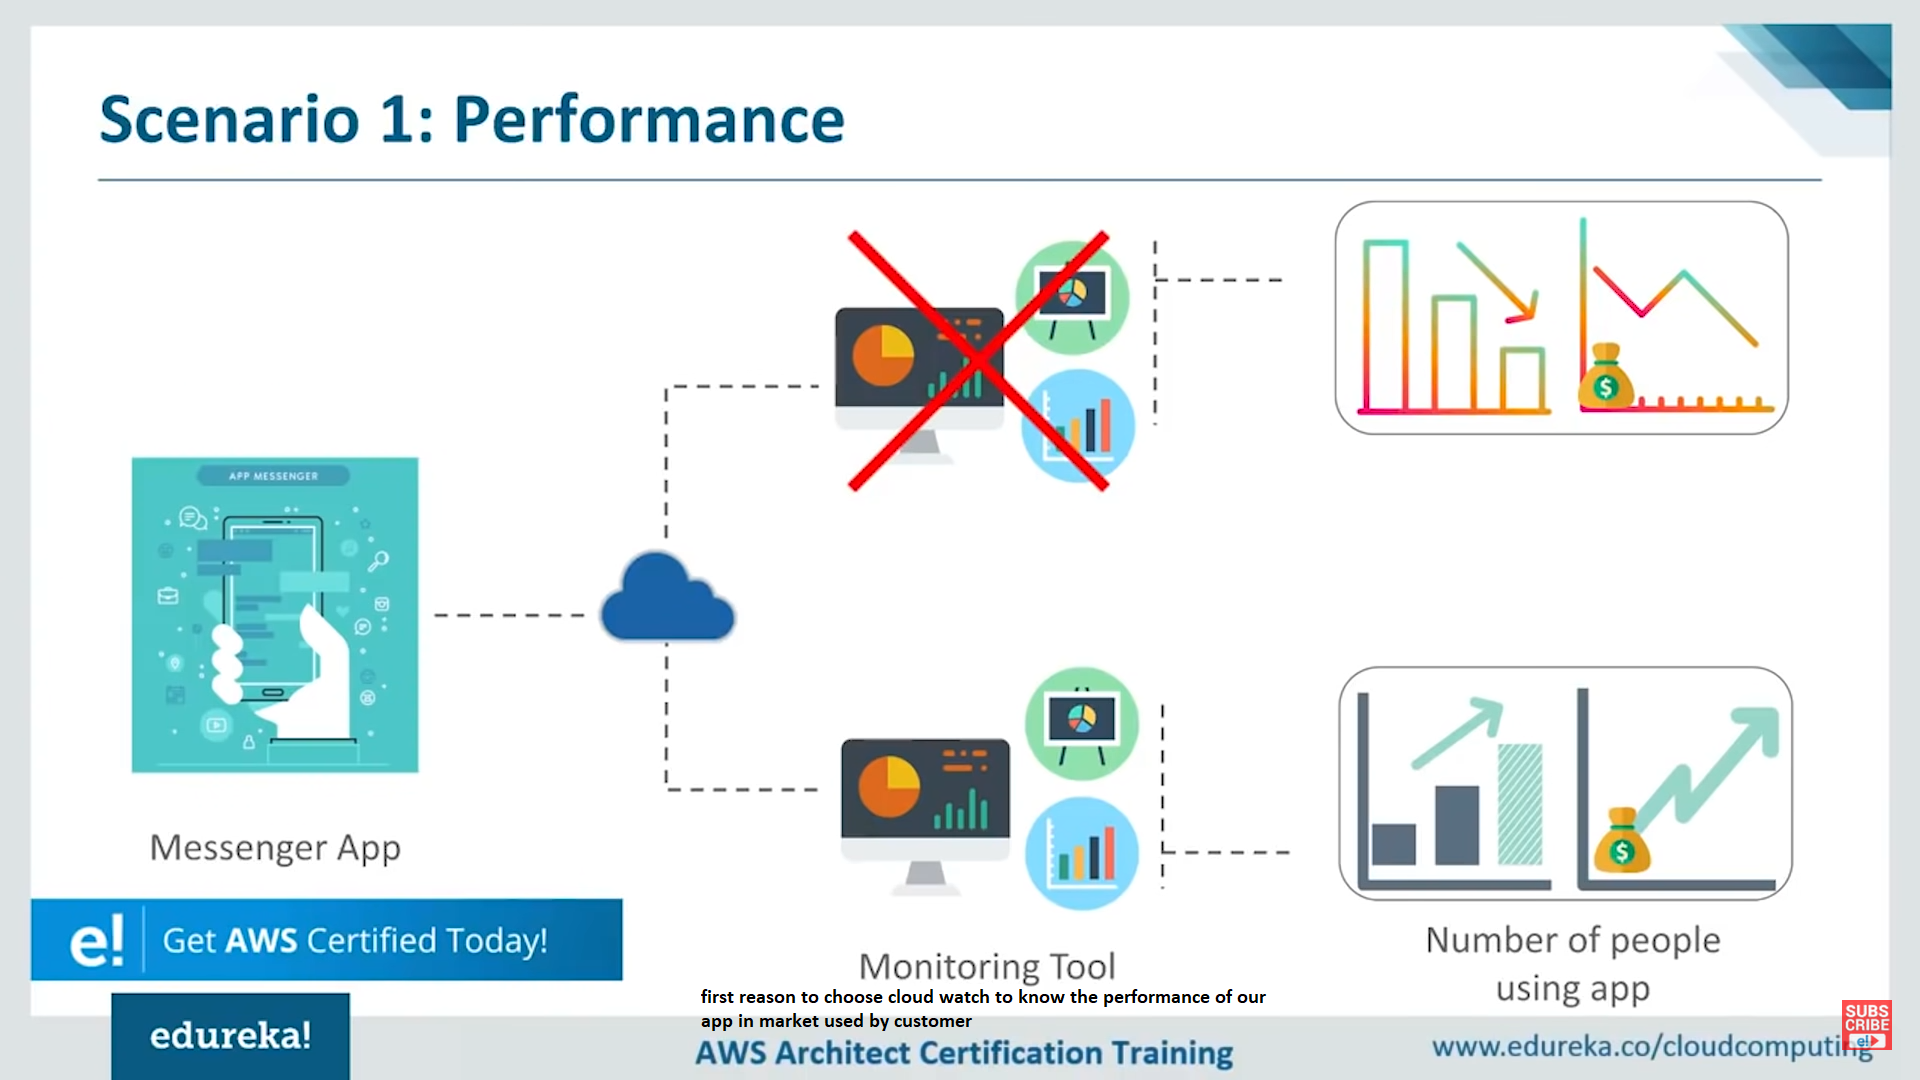 Scenario 1: Performance
APP MESSENGER
$
Messenger App
$
Monitoring Tool
Number of people
using app
e! Get AWS Certified Today!
first reason to choose cloud watch to know the performance of our
app in market used by customer
edureka!
AWS Architect Certification Training
www.edureka.co/cloudcomputing
SUBS
CRIBE
e!